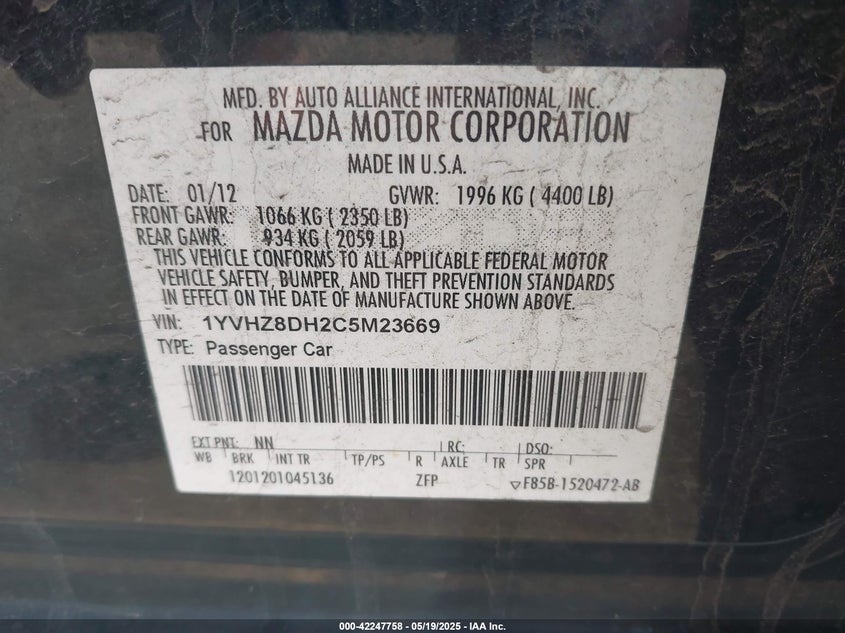 MFD. BY AUTO ALLIANCE INTERNATIONAL, INC.
FOR MAZDA MOTOR CORPORATION
MADE IN U.S.A.
DATE: 01/12 GVWR: 1996 KG ( 4400 LB)
FRONT GAWR: 1066 KG ( 2350 LB)
REAR GAWR: 934 KG ( 2059 LB)
THIS VEHICLE CONFORMS TO ALL APPLICABLE FEDERAL MOTOR
VEHICLE SAFETY, BUMPER, AND THEFT PREVENTION STANDARDS
IN EFFECT ON THE DATE OF MANUFACTURE SHOWN ABOVE.
VIN: 1YVHZ8DH2C5M23669
TYPE: Passenger Car
EXT PNT: NN RC: DSO:
WB BRK INT TR TP/PS R AXLE TR SPR
1201201045136 ZFP F85B-1520472-AB
000-42247758 - 05/19/2025 - IAA Inc.